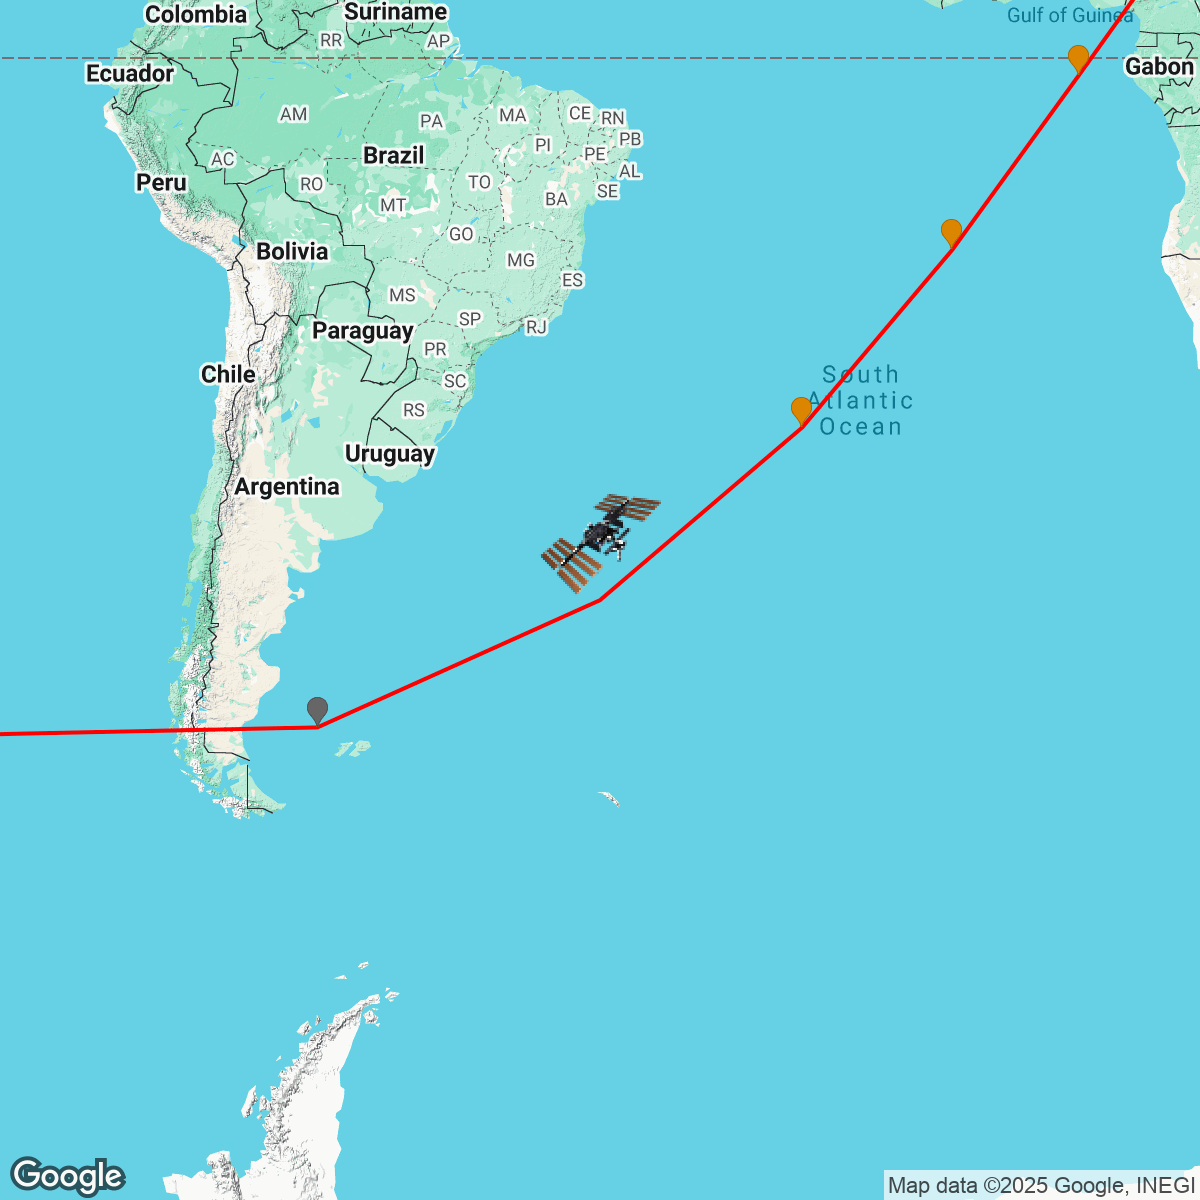 Colombia
Suriname
Gulf of Guinea
RR
AP
Ecuador
Gabon
AM
PA
MA
CE
RN
PB
PI
PE
AL
Brazil
AC
RO
TO
SE
Peru
MT
BA
GO
Bolivia
MG
ES
MS
SP
RJ
Paraguay
PR
Chile
SC
South
Atlantic
Ocean
RS
Uruguay
Argentina
Google
Map data ©2025 Google, INEGI